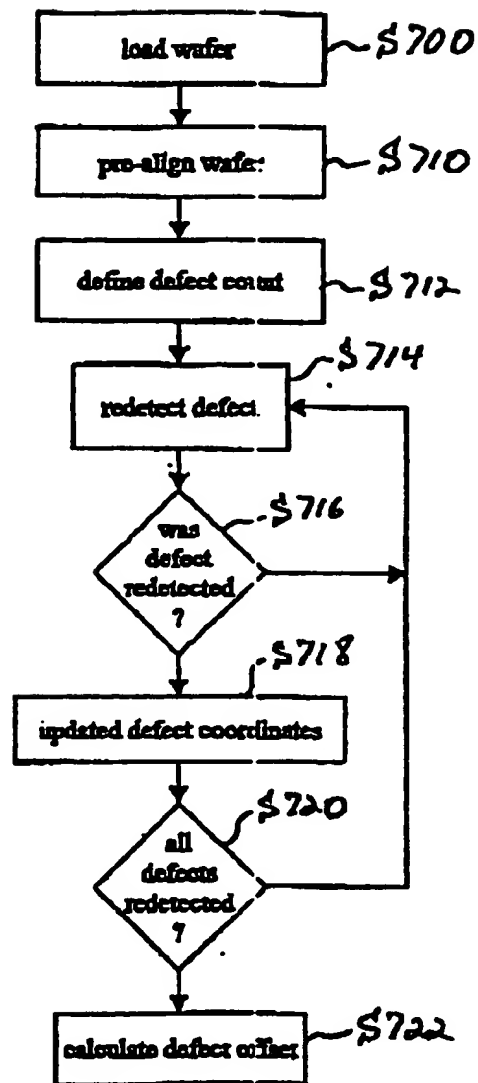 load wafer S700
pre-align wafer S710
define defect count S712
S714
redetect defect
S716
was
defect
redetected
?
S718
updated defect coordinates
S720
all
defects
redetected
?
calculate defect offset S722